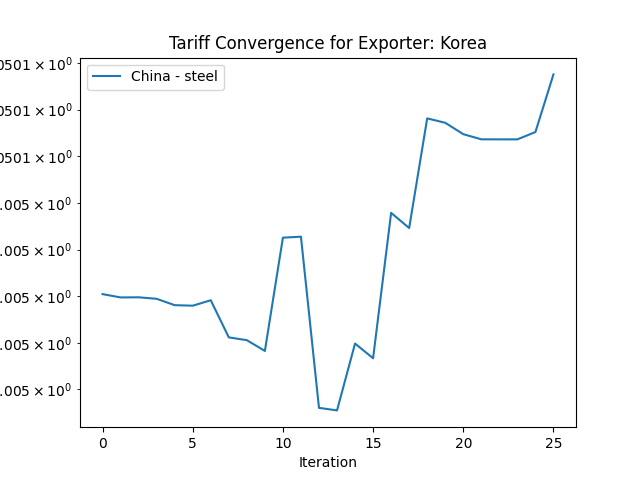 Tariff Convergence for Exporter: Korea
China - steel
0501 × 10⁰
0501 × 10⁰
0501 × 10⁰
.005 × 10⁰
.005 × 10⁰
.005 × 10⁰
.005 × 10⁰
.005 × 10⁰
0 5 10 15 20 25
Iteration